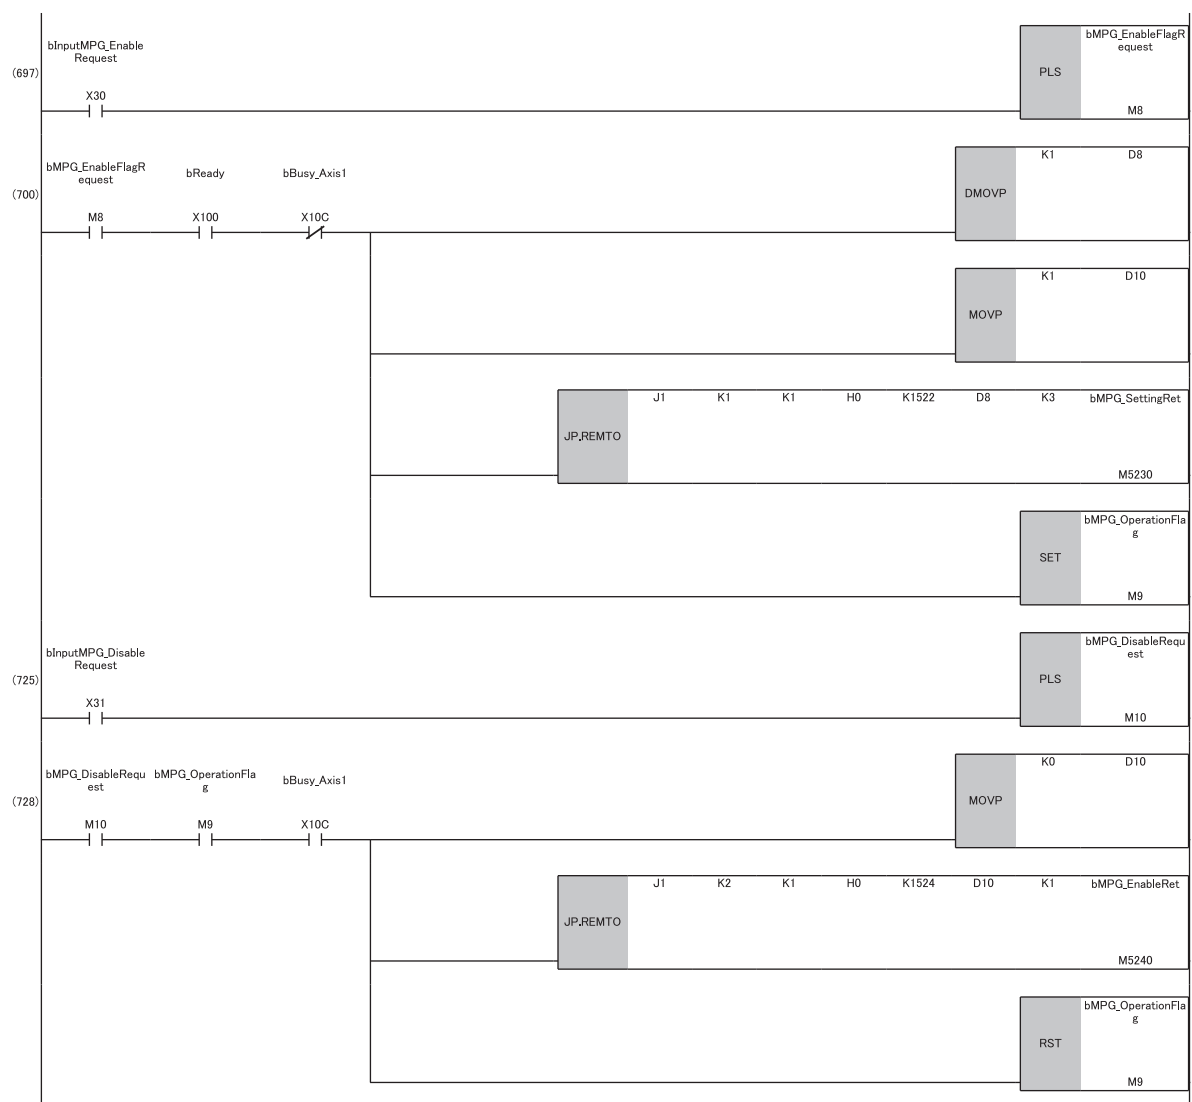 bInputMPG_Enable
Request
(697)
X30
PLS
bMPG_EnableFlagR
equest
M8
bMPG_EnableFlagR
equest
bReady
bBusy_Axis1
(700)
M8
X100
X10C
DMOVP
K1
D8
MOVP
K1
D10
JP.REMTO
J1
K1
K1
H0
K1522
D8
K3
bMPG_SettingRet
M5230
SET
bMPG_OperationFla
g
M9
bInputMPG_Disable
Request
(725)
X31
PLS
bMPG_DisableRequ
est
M10
bMPG_DisableRequ
est
bMPG_OperationFla
g
bBusy_Axis1
(728)
M10
M9
X10C
MOVP
K0
D10
JP.REMTO
J1
K2
K1
H0
K1524
D10
K1
bMPG_EnableRet
M5240
RST
bMPG_OperationFla
g
M9